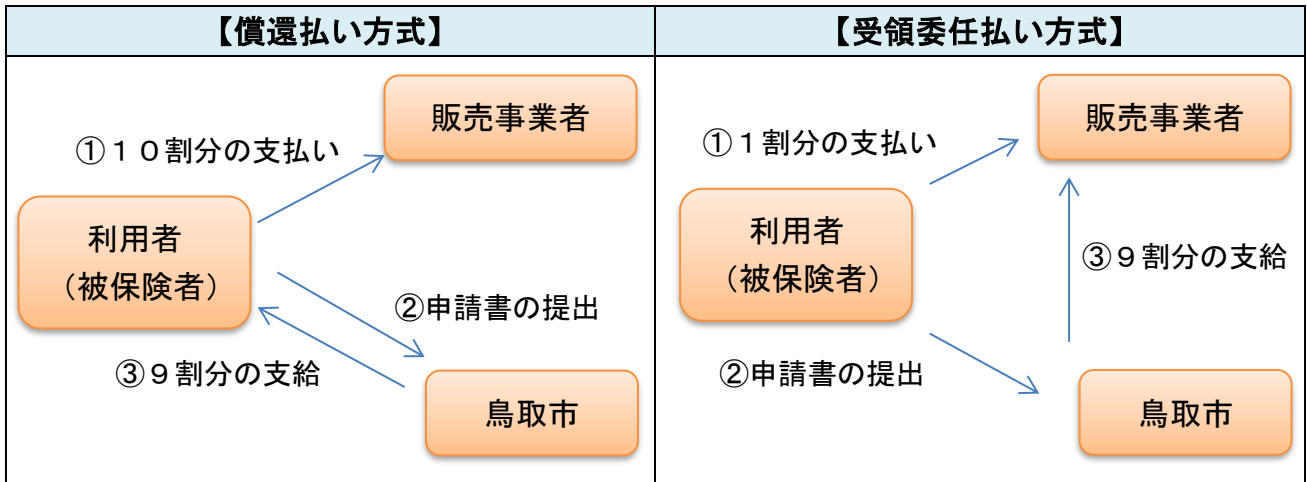 【償還払い方式】
販売事業者
①１０割分の支払い
利用者
（被保険者）
②申請書の提出
③９割分の支給
鳥取市
【受領委任払い方式】
販売事業者
①１割分の支払い
利用者
（被保険者）
③９割分の支給
②申請書の提出
鳥取市